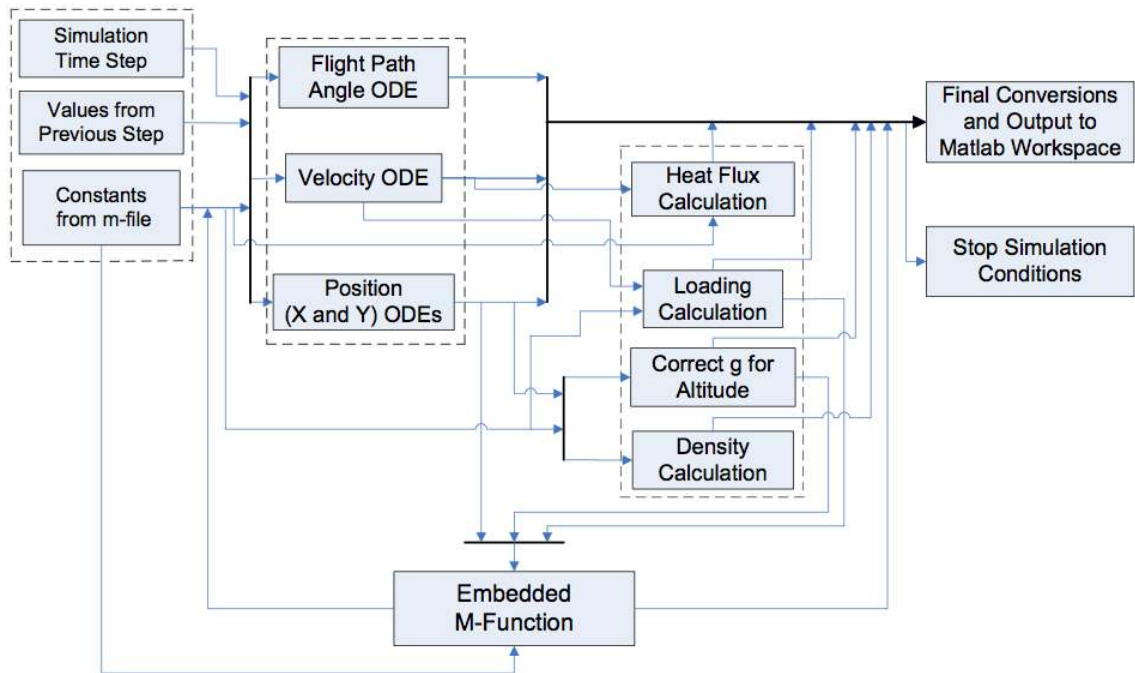 Simulation
Time Step
Values from
Previous Step
Constants
from m-file
Flight Path
Angle ODE
Velocity ODE
Position
(X and Y) ODEs
Heat Flux
Calculation
Loading
Calculation
Correct g for
Altitude
Density
Calculation
Final Conversions
and Output to
Matlab Workspace
Stop Simulation
Conditions
Embedded
M-Function